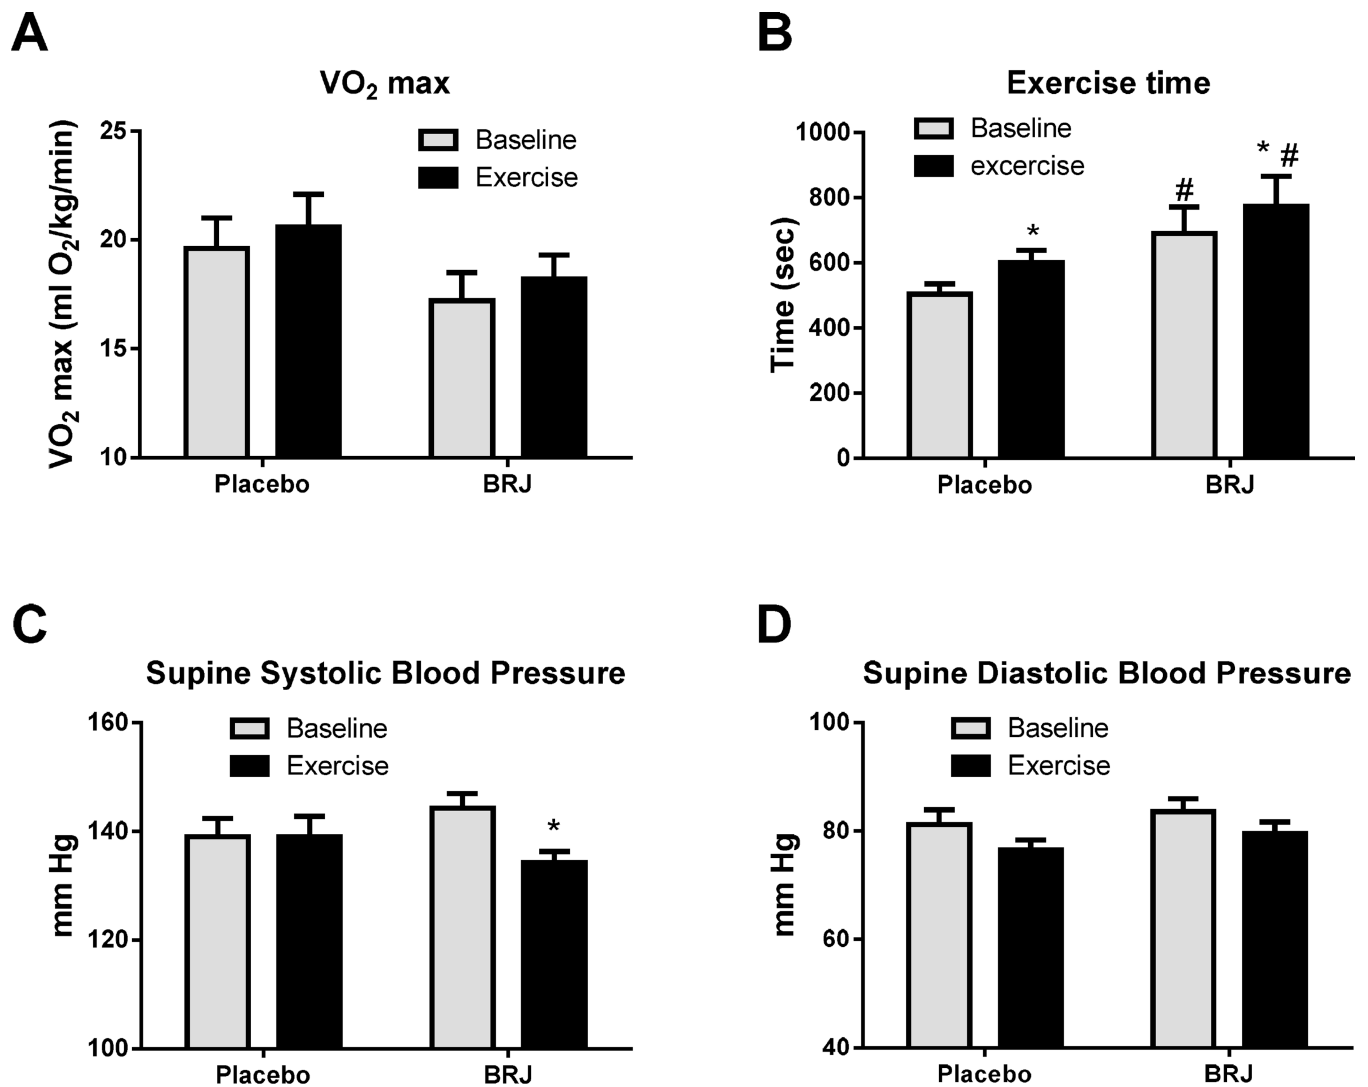 A
VO2 max
VO2 max (ml O2/kg/min)
25
20
15
10
Baseline
Exercise
Placebo
BRJ
B
Exercise time
Time (sec)
1000
800
600
400
200
0
Baseline
excercise
*
#
* #
Placebo
BRJ
C
Supine Systolic Blood Pressure
mm Hg
160
140
120
100
Baseline
Exercise
*
Placebo
BRJ
D
Supine Diastolic Blood Pressure
mm Hg
100
80
60
40
Baseline
Exercise
Placebo
BRJ